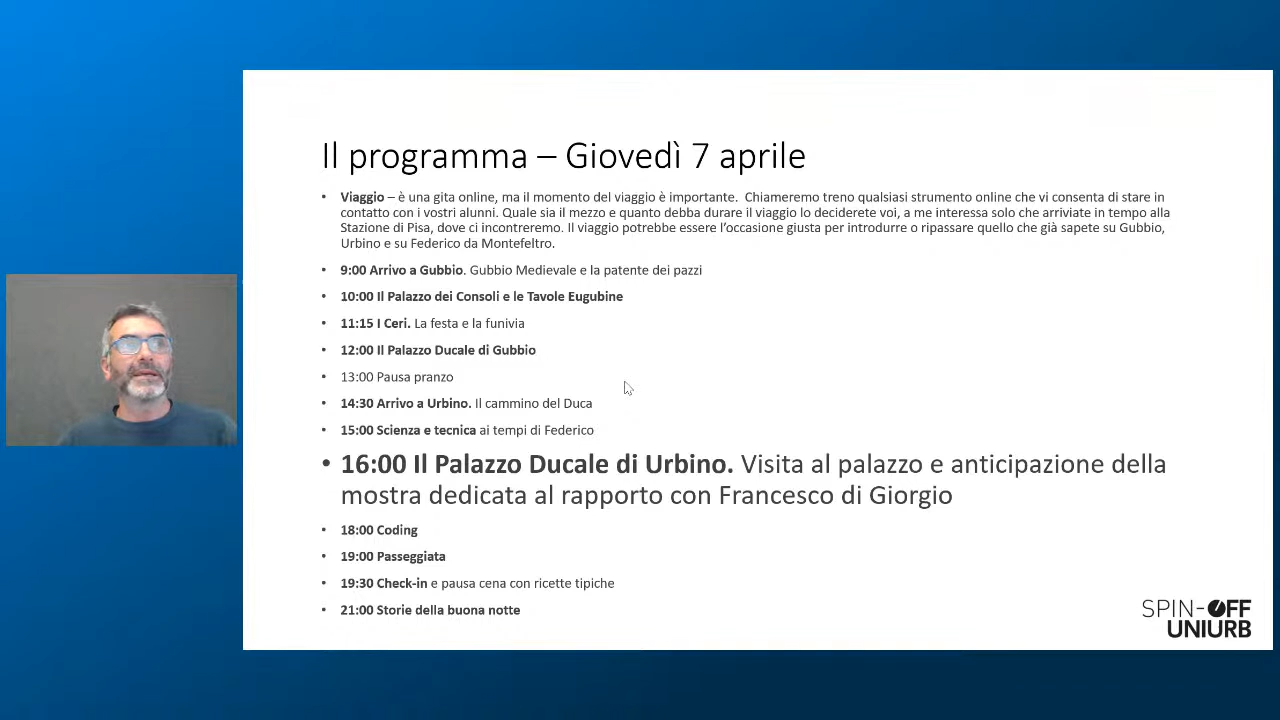 Il programma – Giovedì 7 aprile
• Viaggio – è una gita online, ma il momento del viaggio è importante. Chiameremo treno qualsiasi strumento online che vi consenta di stare in
contatto con i vostri alunni. Quale sia il mezzo e quanto debba durare il viaggio lo deciderete voi, a me interessa solo che arriviate in tempo alla
Stazione di Pisa, dove ci incontreremo. Il viaggio potrebbe essere l'occasione giusta per introdurre o ripassare quello che già sapete su Gubbio,
Urbino e su Federico da Montefeltro.
• 9:00 Arrivo a Gubbio. Gubbio Medievale e la patente dei pazzi
• 10:00 Il Palazzo dei Consoli e le Tavole Eugubine
• 11:15 I Ceri. La festa e la funivia
• 12:00 Il Palazzo Ducale di Gubbio
• 13:00 Pausa pranzo
• 14:30 Arrivo a Urbino. Il cammino del Duca
• 15:00 Scienza e tecnica ai tempi di Federico
• 16:00 Il Palazzo Ducale di Urbino. Visita al palazzo e anticipazione della
mostra dedicata al rapporto con Francesco di Giorgio
• 18:00 Coding
• 19:00 Passeggiata
• 19:30 Check-in e pausa cena con ricette tipiche
• 21:00 Storie della buona notte
SPIN-OFF
UNIURB